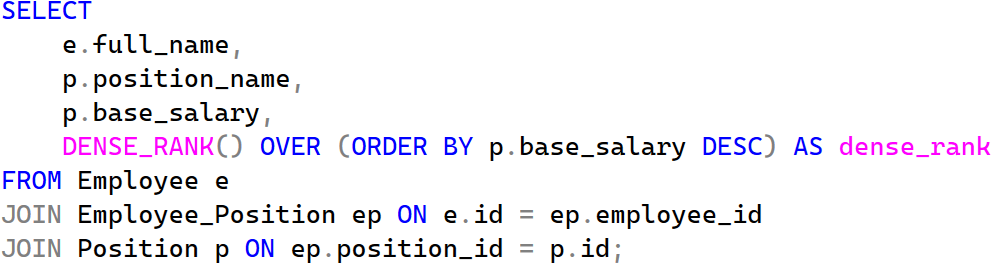 SELECT
    e.full_name,
    p.position_name,
    p.base_salary,
    DENSE_RANK() OVER (ORDER BY p.base_salary DESC) AS dense_rank
FROM Employee e
JOIN Employee_Position ep ON e.id = ep.employee_id
JOIN Position p ON ep.position_id = p.id;